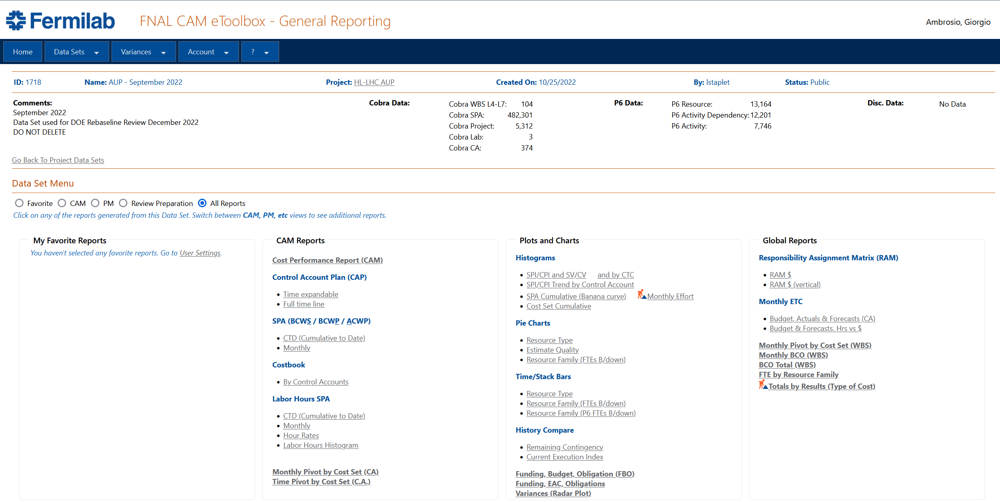 Fermilab
FNAL CAM eToolbox - General Reporting
Ambrosio, Giorgio
Home
Data Sets
Variances
Account
?
ID: 1718
Name: AUP - September 2022
Project: HL-LHC AUP
Created On: 10/25/2022
By: lstaplet
Status: Public
Comments:
September 2022
Data Set used for DOE Rebaseline Review December 2022
DO NOT DELETE
Cobra Data:
Cobra WBS L4-L7: 104
Cobra SPA: 482,301
Cobra Project: 5,312
Cobra Lab: 3
Cobra CA: 374
P6 Data:
P6 Resource: 13,164
P6 Activity Dependency: 12,201
P6 Activity: 7,746
Disc. Data:
No Data
Go Back To Project Data Sets
Data Set Menu
Favorite CAM PM Review Preparation All Reports
Click on any of the reports generated from this Data Set. Switch between CAM, PM, etc views to see additional reports.
My Favorite Reports
You haven't selected any favorite reports. Go to User Settings.
CAM Reports
Cost Performance Report (CAM)
Control Account Plan (CAP)
Time expandable
Full time line
SPA (BCWS / BCWP / ACWP)
CTD (Cumulative to Date)
Monthly
Costbook
By Control Accounts
Labor Hours SPA
CTD (Cumulative to Date)
Monthly
Hour Rates
Labor Hours Histogram
Monthly Pivot by Cost Set (CA)
Time Pivot by Cost Set (C.A.)
Plots and Charts
Histograms
SPI/CPI and SV/CV and by CTC
SPI/CPI Trend by Control Account
SPA Cumulative (Banana curve) Monthly Effort
Cost Set Cumulative
Pie Charts
Resource Type
Estimate Quality
Resource Family (FTEs B/down)
Time/Stack Bars
Resource Type
Resource Family (FTEs B/down)
Resource Family (P6 FTEs B/down)
History Compare
Remaining Contingency
Current Execution Index
Funding, Budget, Obligation (FBO)
Funding, EAC, Obligations
Variances (Radar Plot)
Global Reports
Responsibility Assignment Matrix (RAM)
RAM $
RAM $ (vertical)
Monthly ETC
Budget, Actuals & Forecasts (CA)
Budget & Forecasts. Hrs vs $
Monthly Pivot by Cost Set (WBS)
Monthly BCO (WBS)
BCO Total (WBS)
FTE by Resource Family
Totals by Results (Type of Cost)